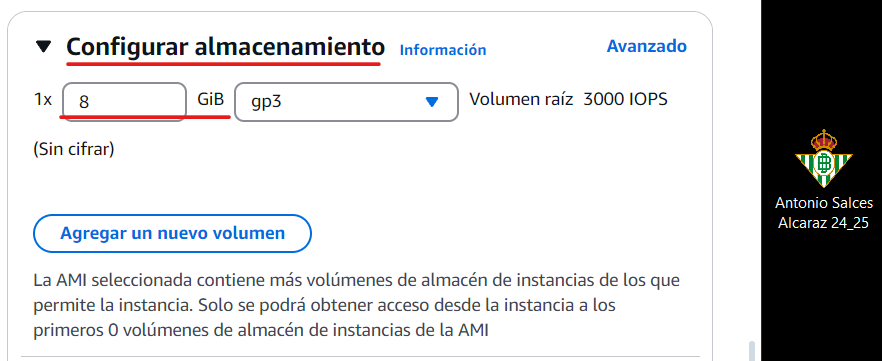 ▼ Configurar almacenamiento Información Avanzado
1x 8 GiB gp3 Volumen raíz 3000 IOPS
(Sin cifrar)
Agregar un nuevo volumen
La AMI seleccionada contiene más volúmenes de almacén de instancias de los que
permite la instancia. Solo se podrá obtener acceso desde la instancia a los
primeros 0 volúmenes de almacén de instancias de la AMI
Antonio Salces
Alcaraz 24_25